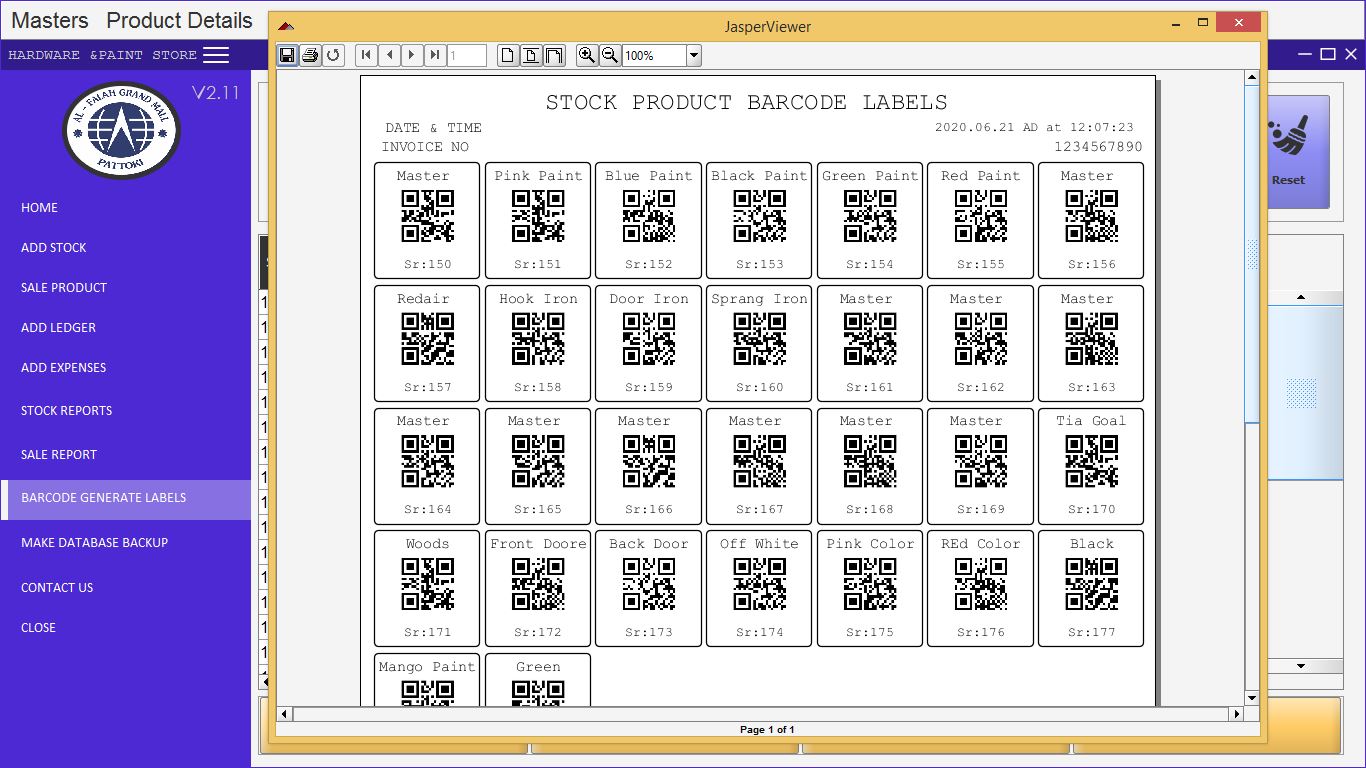 Masters Product Details
JasperViewer
HARDWARE &PAINT STORE
V2.11
AL - FALAH GRAND MALL
PATTOKI
HOME
ADD STOCK
SALE PRODUCT
ADD LEDGER
ADD EXPENSES
STOCK REPORTS
SALE REPORT
BARCODE GENERATE LABELS
MAKE DATABASE BACKUP
CONTACT US
CLOSE
1
100%
Reset
STOCK PRODUCT BARCODE LABELS
DATE & TIME 2020.06.21 AD at 12:07:23
INVOICE NO 1234567890
Master Pink Paint Blue Paint Black Paint Green Paint Red Paint Master
Sr:150 Sr:151 Sr:152 Sr:153 Sr:154 Sr:155 Sr:156
Redair Hook Iron Door Iron Sprang Iron Master Master Master
Sr:157 Sr:158 Sr:159 Sr:160 Sr:161 Sr:162 Sr:163
Master Master Master Master Master Master Tia Goal
Sr:164 Sr:165 Sr:166 Sr:167 Sr:168 Sr:169 Sr:170
Woods Front Doore Back Door Off White Pink Color REd Color Black
Sr:171 Sr:172 Sr:173 Sr:174 Sr:175 Sr:176 Sr:177
Mango Paint Green
Page 1 of 1